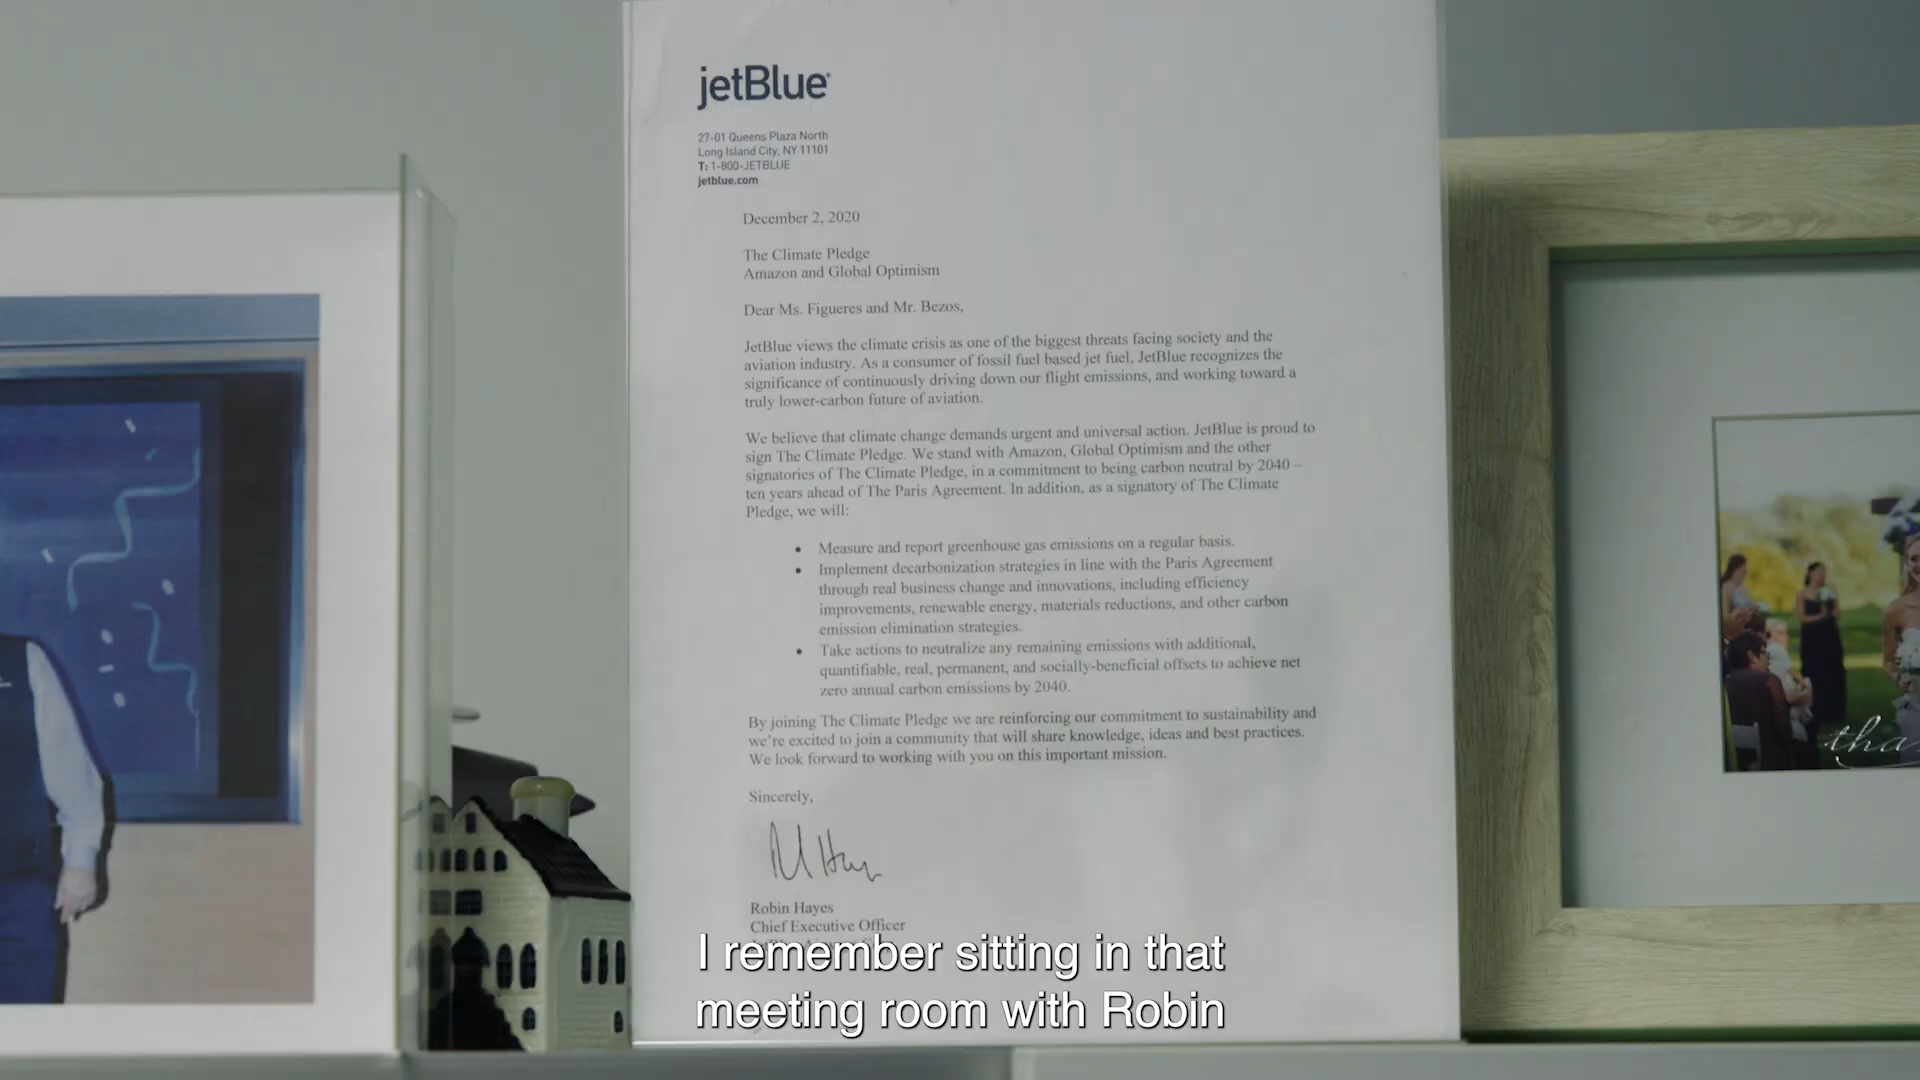 jetBlue
27-01 Queens Plaza North
Long Island City, NY 11101
T: 1-800-JETBLUE
jetblue.com
December 2, 2020
The Climate Pledge
Amazon and Global Optimism
Dear Ms. Figueres and Mr. Bezos,
JetBlue views the climate crisis as one of the biggest threats facing society and the
aviation industry. As a consumer of fossil fuel based jet fuel, JetBlue recognizes the
significance of continuously driving down our flight emissions, and working toward a
truly lower-carbon future of aviation.
We believe that climate change demands urgent and universal action. JetBlue is proud to
sign The Climate Pledge. We stand with Amazon, Global Optimism and the other
signatories of The Climate Pledge, in a commitment to being carbon neutral by 2040 –
ten years ahead of The Paris Agreement. In addition, as a signatory of The Climate
Pledge, we will:
• Measure and report greenhouse gas emissions on a regular basis.
• Implement decarbonization strategies in line with the Paris Agreement
through real business change and innovations, including efficiency
improvements, renewable energy, materials reductions, and other carbon
emission elimination strategies.
• Take actions to neutralize any remaining emissions with additional,
quantifiable, real, permanent, and socially-beneficial offsets to achieve net
zero annual carbon emissions by 2040.
By joining The Climate Pledge we are reinforcing our commitment to sustainability and
we're excited to join a community that will share knowledge, ideas and best practices.
We look forward to working with you on this important mission.
Sincerely,
Robin Hayes
Chief Executive Officer
I remember sitting in that
meeting room with Robin
tha